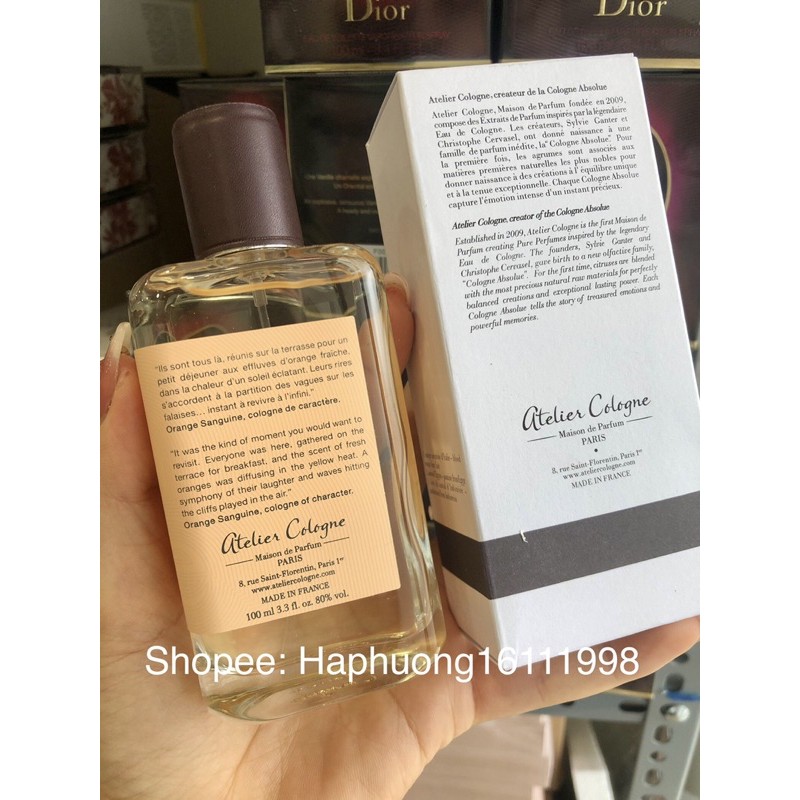 Dior
Dior
Atelier Cologne, createur de la Cologne Absolue
Atelier Cologne, Maison de Parfum fondée en 2009,
compose des Extraits de Parfum inspirés par la légendaire
Eau de Cologne. Les créateurs, Sylvie Ganter et
Christophe Cervasel, ont donné naissance à une
famille de parfum inédite, la "Cologne Absolue". Pour
la première fois, les agrumes sont associés aux
matières premières naturelles les plus nobles pour
donner naissance à des créations à l'équilibre unique
et à la tenue exceptionnelle. Chaque Cologne Absolue
capture l'émotion intense d'un instant précieux.
Atelier Cologne, creator of the Cologne Absolue
Established in 2009, Atelier Cologne is the first Maison de
Parfum creating Pure Perfumes inspired by the legendary
Eau de Cologne. The founders, Sylvie Ganter and
Christophe Cervasel, gave birth to a new olfactive family,
"Cologne Absolue". For the first time, citruses are blended
with the most precious natural raw materials for perfectly
balanced creations and exceptional lasting power. Each
Cologne Absolue tells the story of treasured emotions and
powerful memories.
Atelier Cologne
Maison de Parfum
PARIS
8, rue Saint-Florentin, Paris 1er
www.ateliercologne.com
MADE IN FRANCE
"Ils sont tous là, réunis sur la terrasse pour un
petit déjeuner aux effluves d'orange fraîche,
dans la chaleur d'un soleil éclatant. Leurs rires
s'accordent à la partition des vagues sur les
falaises... instant à revivre à l'infini."
Orange Sanguine, cologne de caractère.
"It was the kind of moment you would want to
revisit. Everyone was here, gathered on the
terrace for breakfast, and the scent of fresh
oranges was diffusing in the yellow heat. A
symphony of their laughter and waves hitting
the cliffs played in the air."
Orange Sanguine, cologne of character.
Atelier Cologne
Maison de Parfum
PARIS
8, rue Saint-Florentin, Paris 1er
www.ateliercologne.com
MADE IN FRANCE
100 ml 3.3 fl. oz. 80% vol.
Shopee: Haphuong16111998